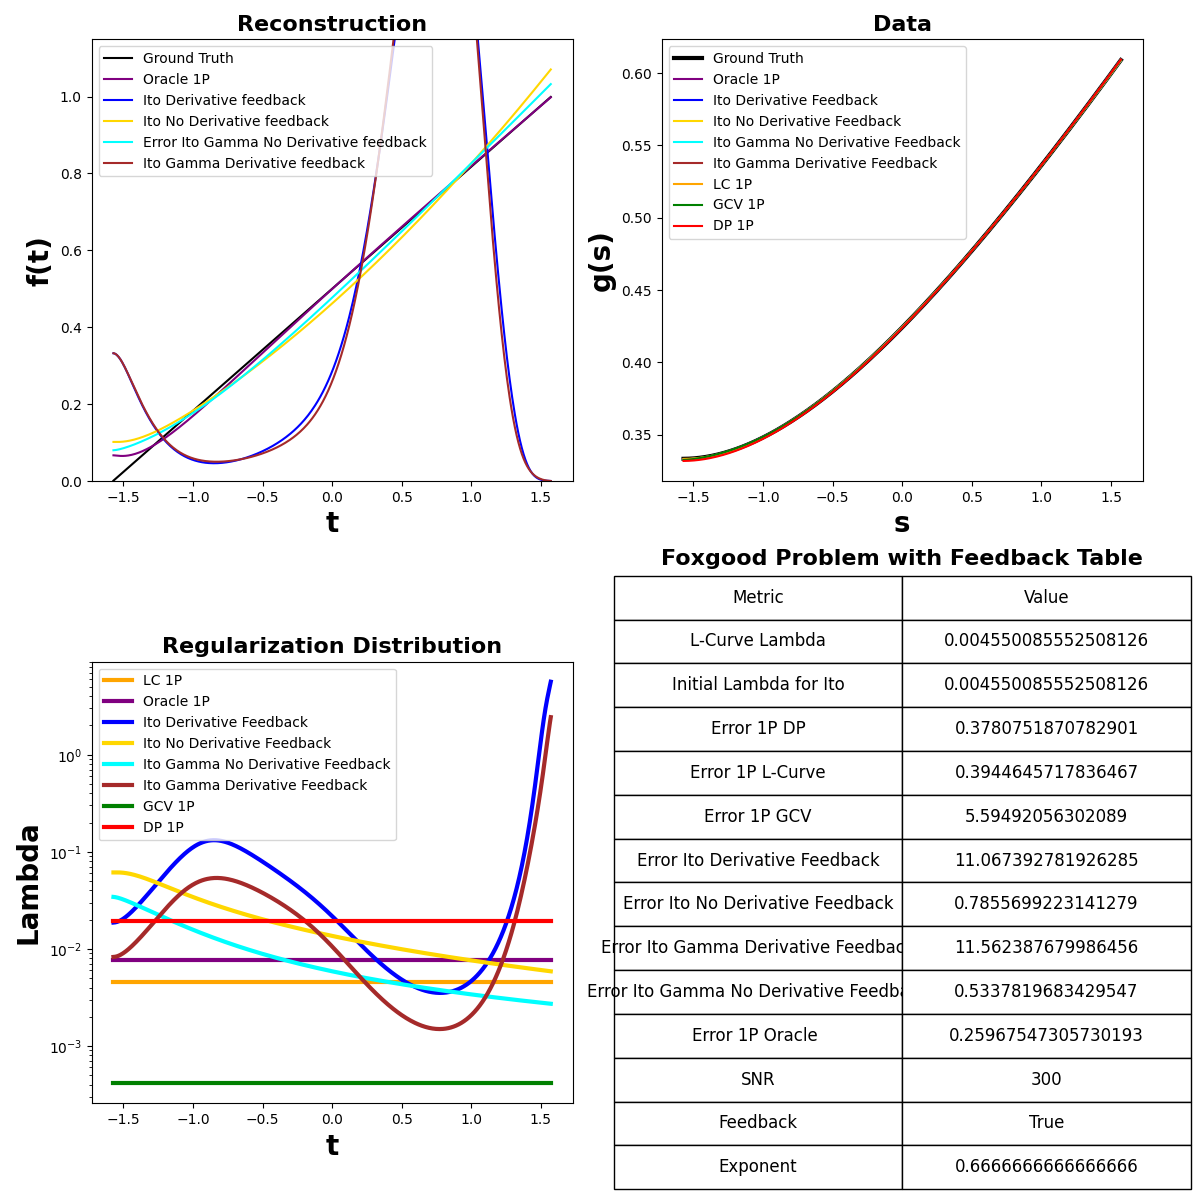 Reconstruction
Ground Truth
Oracle 1P
Ito Derivative feedback
Ito No Derivative feedback
Error Ito Gamma No Derivative feedback
Ito Gamma Derivative feedback
1.0
0.8
0.6
0.4
0.2
0.0
f(t)
−1.5 −1.0 −0.5 0.0 0.5 1.0 1.5
t
Data
Ground Truth
Oracle 1P
Ito Derivative Feedback
Ito No Derivative Feedback
Ito Gamma No Derivative Feedback
Ito Gamma Derivative Feedback
LC 1P
GCV 1P
DP 1P
0.60
0.55
0.50
0.45
0.40
0.35
g(s)
−1.5 −1.0 −0.5 0.0 0.5 1.0 1.5
s
Regularization Distribution
LC 1P
Oracle 1P
Ito Derivative Feedback
Ito No Derivative Feedback
Ito Gamma No Derivative Feedback
Ito Gamma Derivative Feedback
GCV 1P
DP 1P
10⁰
10⁻¹
10⁻²
10⁻³
Lambda
−1.5 −1.0 −0.5 0.0 0.5 1.0 1.5
t
Foxgood Problem with Feedback Table
Metric Value
L-Curve Lambda 0.004550085552508126
Initial Lambda for Ito 0.004550085552508126
Error 1P DP 0.3780751870782901
Error 1P L-Curve 0.3944645717836467
Error 1P GCV 5.59492056302089
Error Ito Derivative Feedback 11.067392781926285
Error Ito No Derivative Feedback 0.7855699223141279
Error Ito Gamma Derivative Feedbac 11.562387679986456
Error Ito Gamma No Derivative Feedba 0.5337819683429547
Error 1P Oracle 0.25967547305730193
SNR 300
Feedback True
Exponent 0.6666666666666666